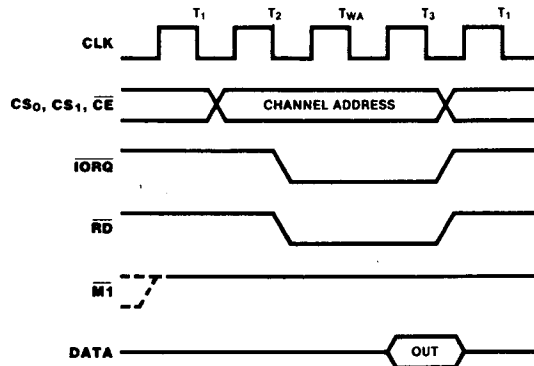 T1 T2 TWA T3 T1
CLK
CS0, CS1, CE CHANNEL ADDRESS
IORQ
RD
M1
DATA OUT